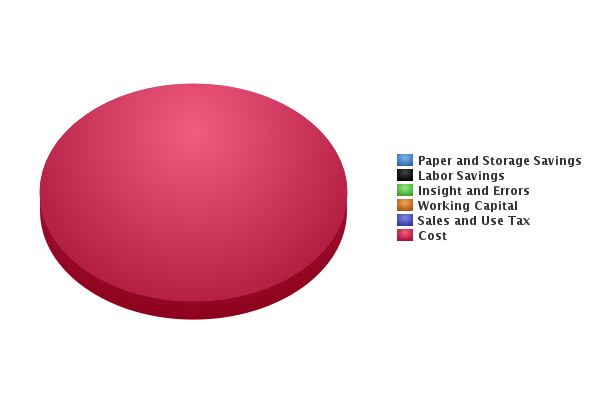 Paper and Storage Savings
Labor Savings
Insight and Errors
Working Capital
Sales and Use Tax
Cost